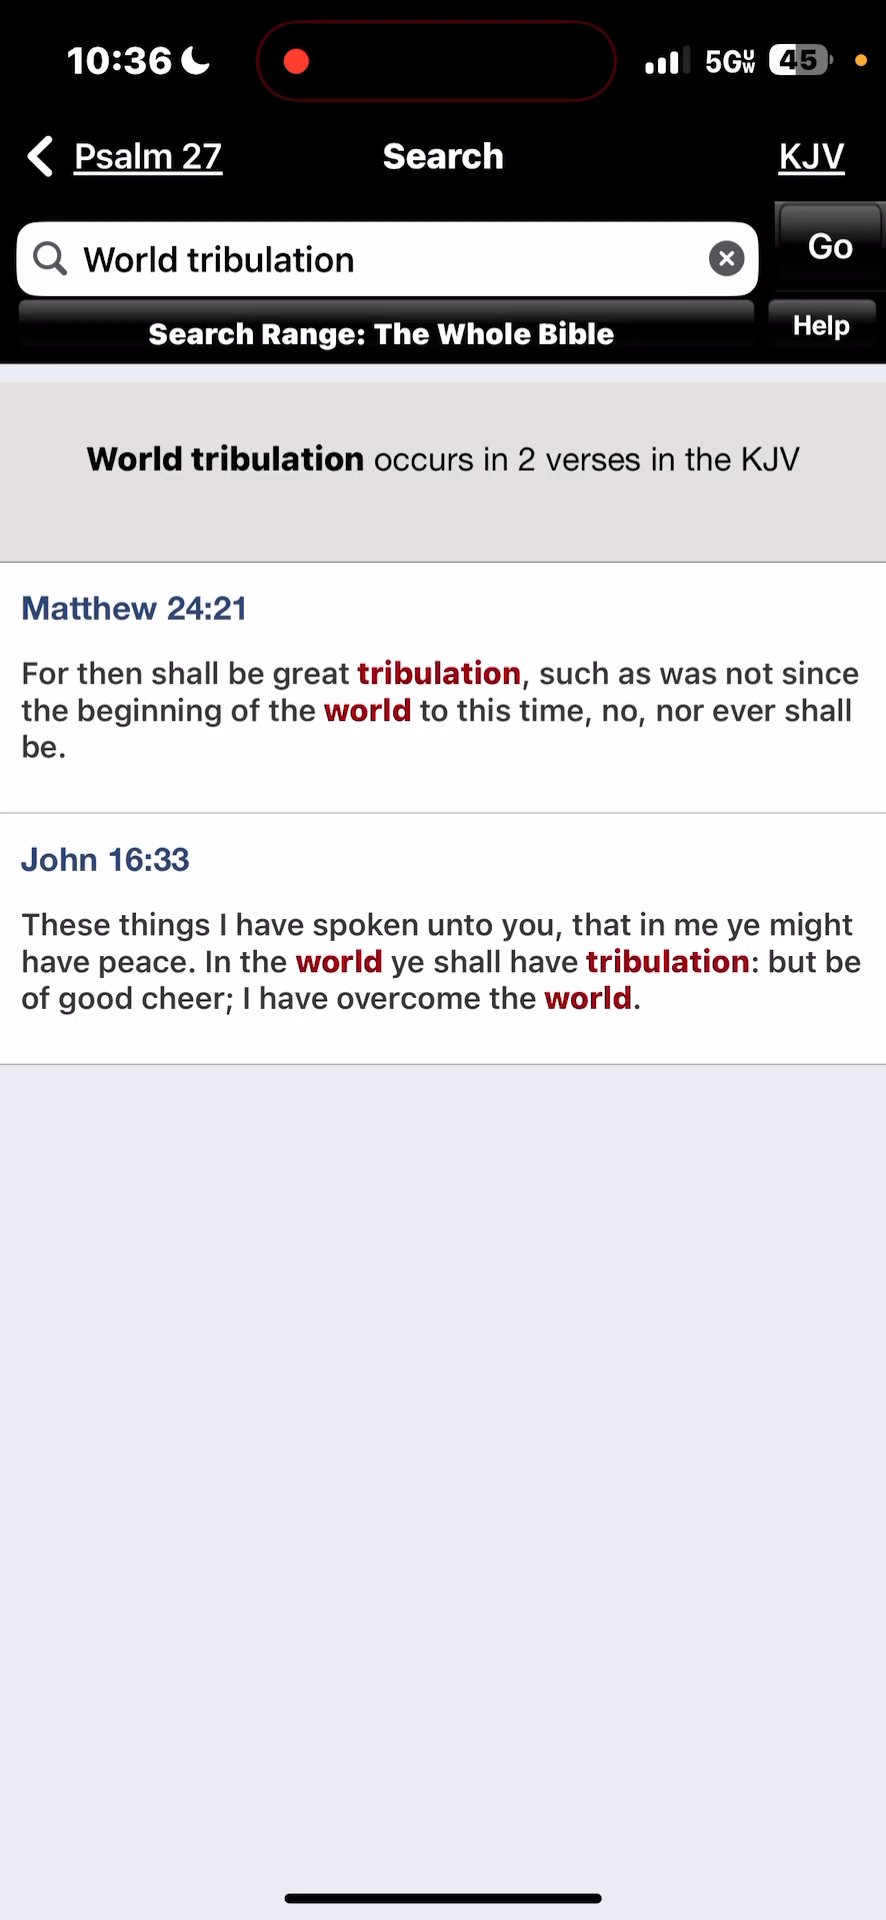 10:36
5G UW 45
Psalm 27 Search KJV
World tribulation
Go
Search Range: The Whole Bible
Help
World tribulation occurs in 2 verses in the KJV
Matthew 24:21
For then shall be great tribulation, such as was not since
the beginning of the world to this time, no, nor ever shall
be.
John 16:33
These things I have spoken unto you, that in me ye might
have peace. In the world ye shall have tribulation: but be
of good cheer; I have overcome the world.